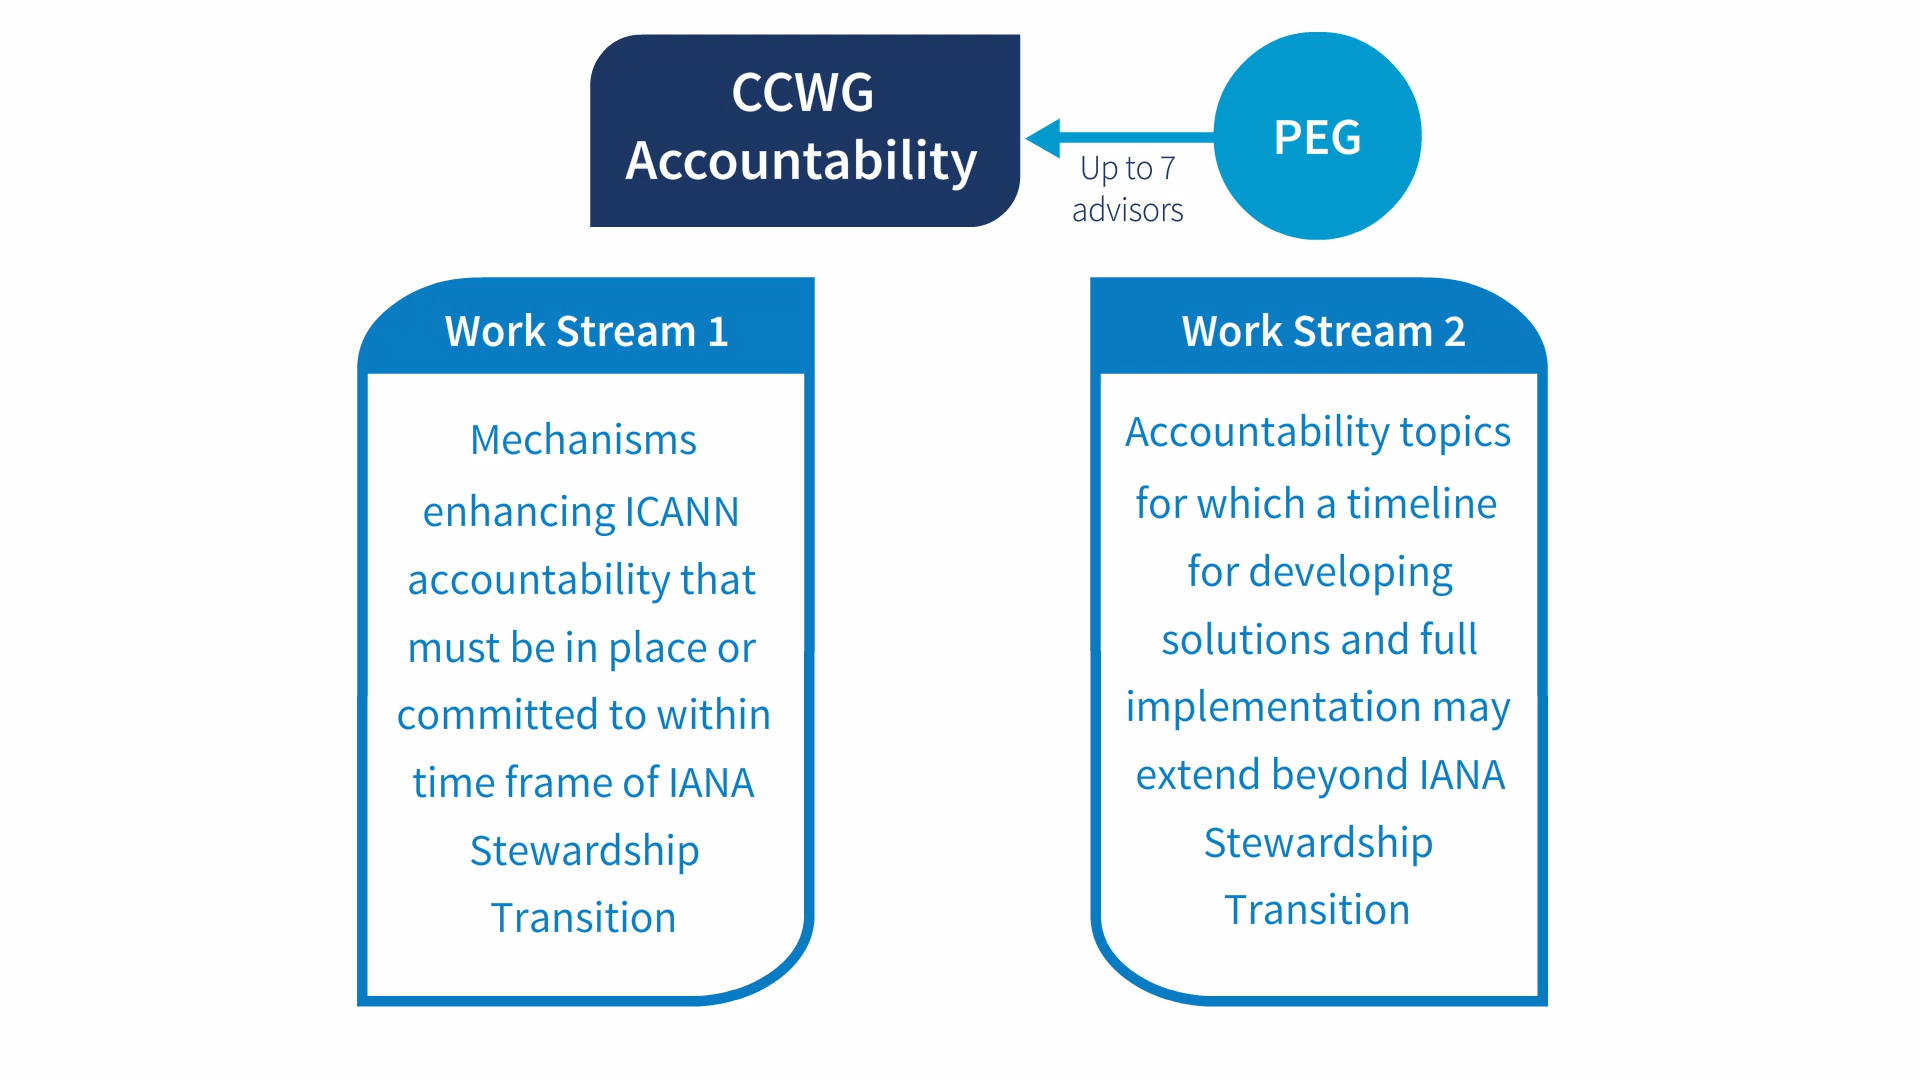 CCWG
Accountability
PEG
Up to 7
advisors
Work Stream 1
Mechanisms
enhancing ICANN
accountability that
must be in place or
committed to within
time frame of IANA
Stewardship
Transition
Work Stream 2
Accountability topics
for which a timeline
for developing
solutions and full
implementation may
extend beyond IANA
Stewardship
Transition